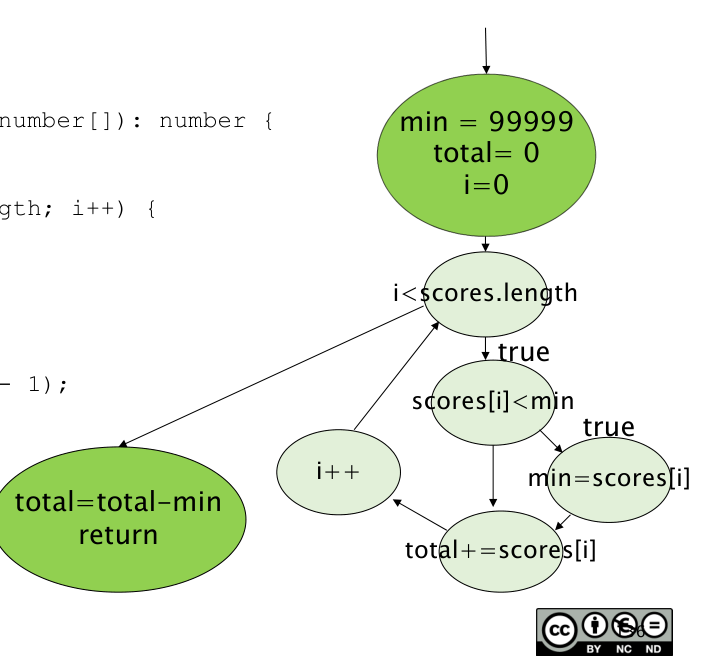 number[]): number {
min = 99999
total= 0
i=0
gth; i++) {
i<scores.length
true
- 1);
scores[i]<min
true
i++
min=scores[i]
total=total-min
return
total+=scores[i]
cc
BY NC ND